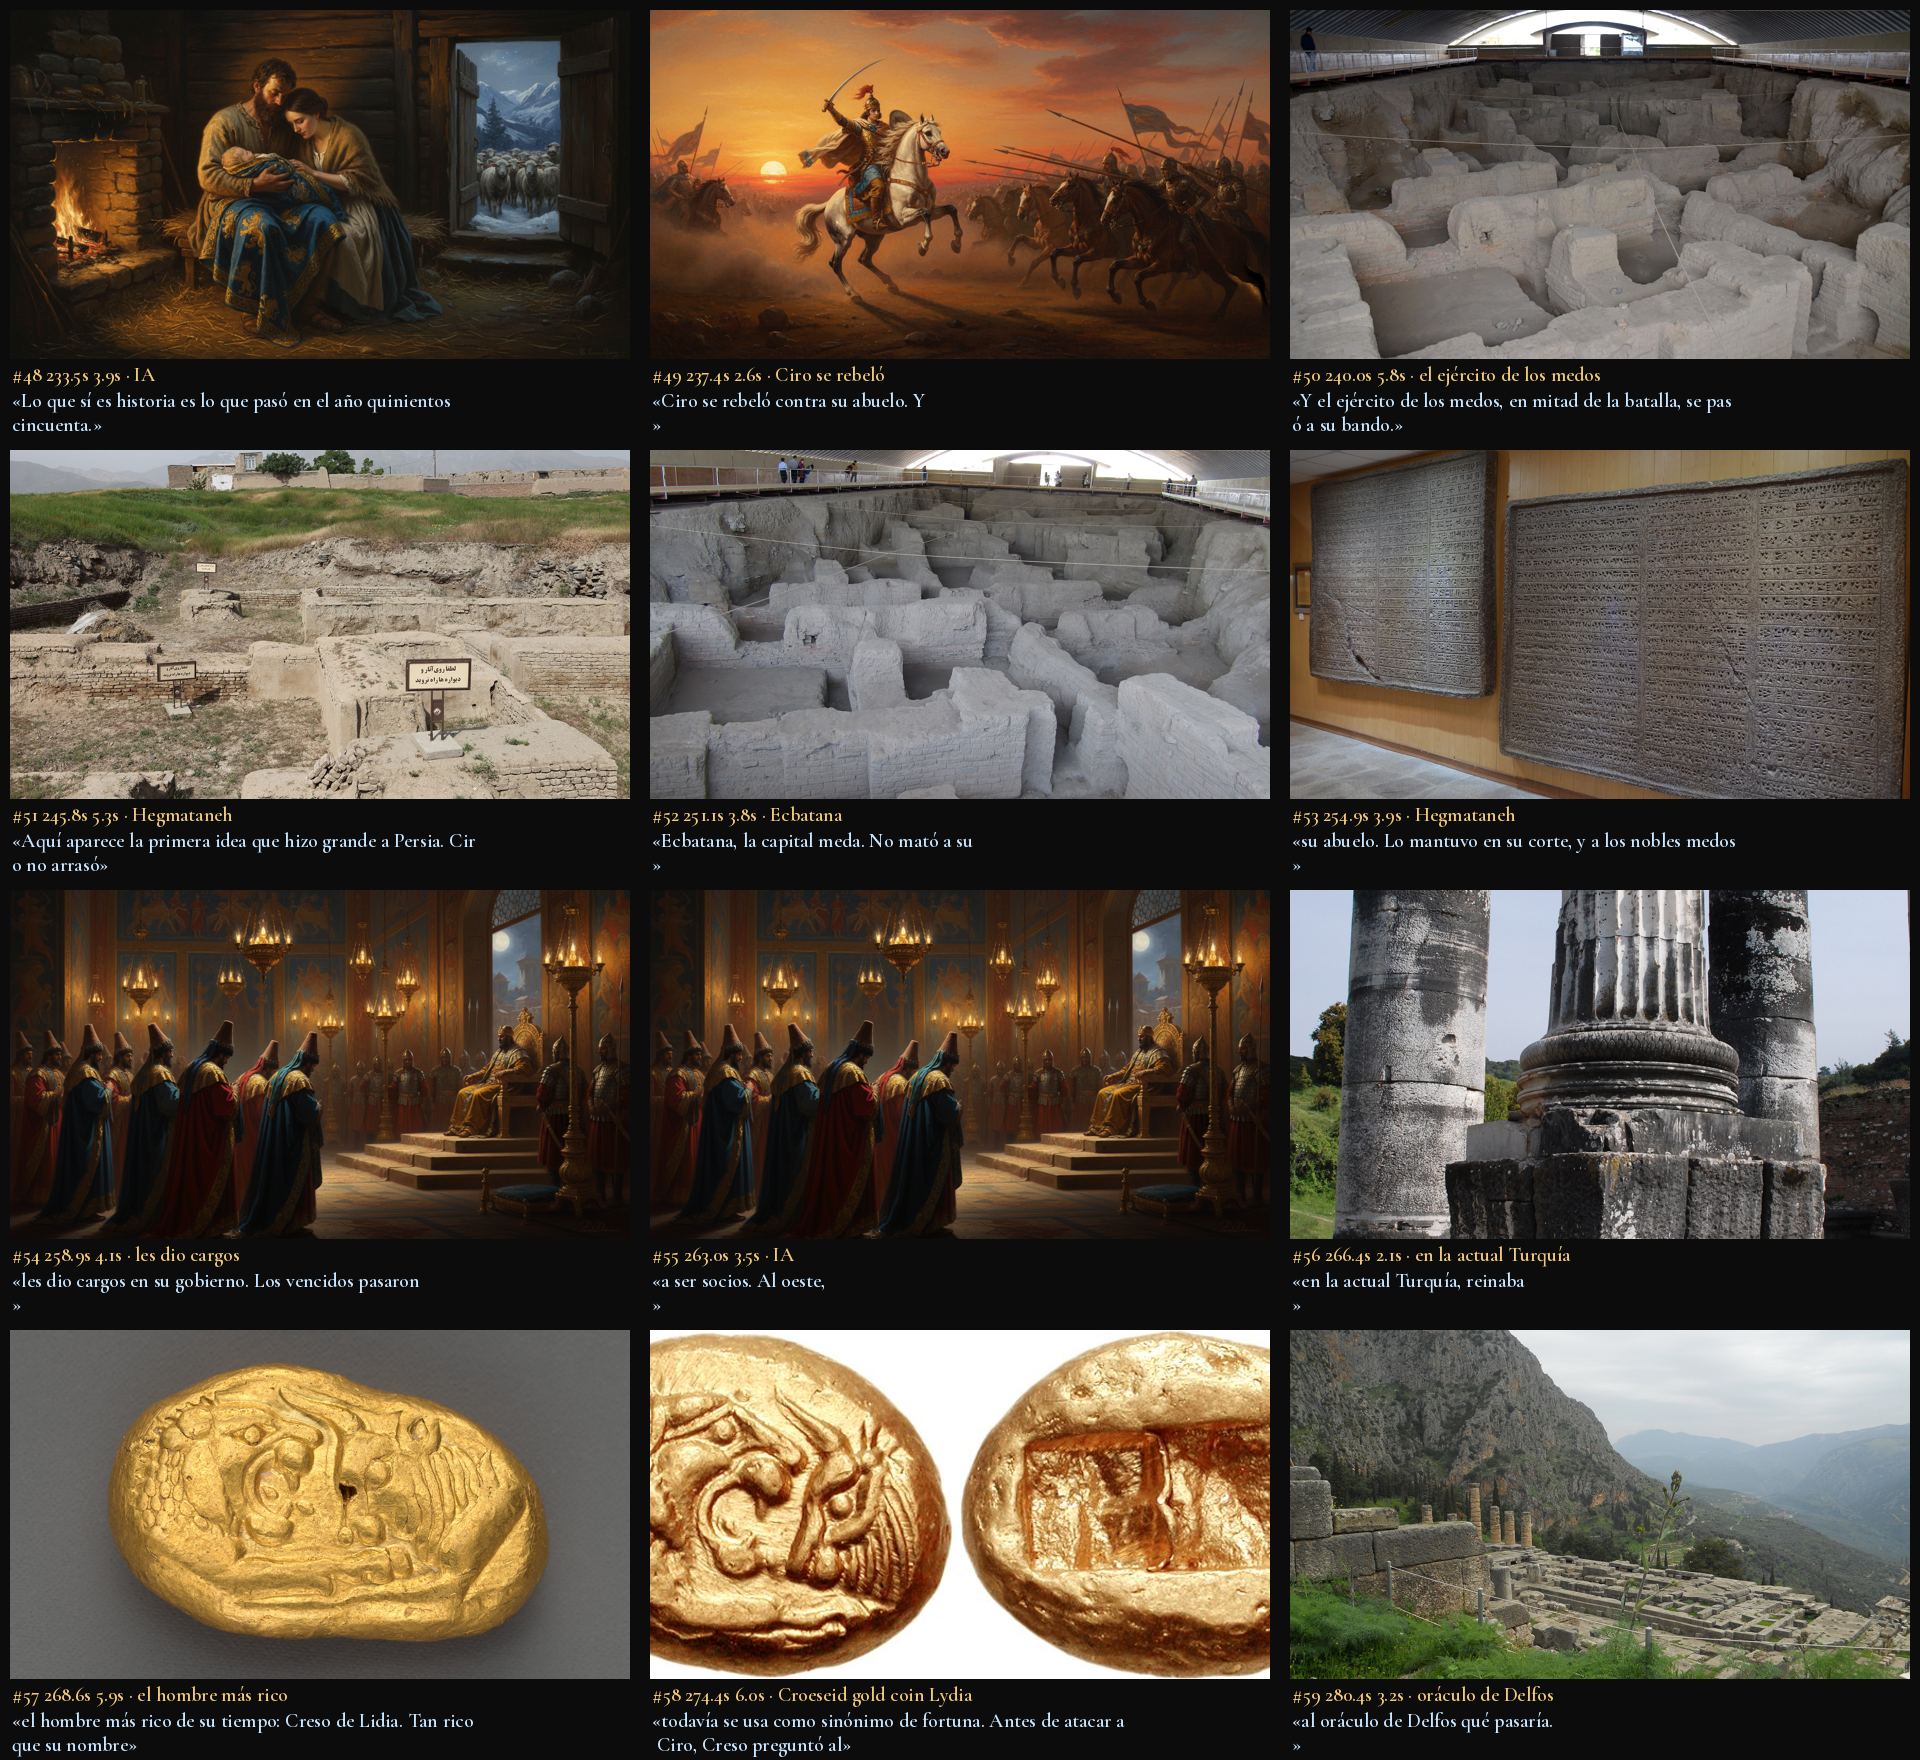 #48 233.5s 3.9s · IA
«Lo que sí es historia es lo que pasó en el año quinientos
cincuenta.»
#49 237.4s 2.6s · Ciro se rebeló
«Ciro se rebeló contra su abuelo. Y
»
#50 240.0s 5.8s · el ejército de los medos
«Y el ejército de los medos, en mitad de la batalla, se pas
ó a su bando.»
لطفا روی آثار و
دیواره ها راه نروید
#51 245.8s 5.3s · Hegmataneh
«Aquí aparece la primera idea que hizo grande a Persia. Cir
o no arrasó»
#52 251.1s 3.8s · Ecbatana
«Ecbatana, la capital meda. No mató a su
»
#53 254.9s 3.9s · Hegmataneh
«su abuelo. Lo mantuvo en su corte, y a los nobles medos
»
#54 258.9s 4.1s · les dio cargos
«les dio cargos en su gobierno. Los vencidos pasaron
»
#55 263.0s 3.5s · IA
«a ser socios. Al oeste,
»
#56 266.4s 2.1s · en la actual Turquía
«en la actual Turquía, reinaba
»
#57 268.6s 5.9s · el hombre más rico
«el hombre más rico de su tiempo: Creso de Lidia. Tan rico
que su nombre»
#58 274.4s 6.0s · Croeseid gold coin Lydia
«todavía se usa como sinónimo de fortuna. Antes de atacar a
Ciro, Creso preguntó al»
#59 280.4s 3.2s · oráculo de Delfos
«al oráculo de Delfos qué pasaría.
»